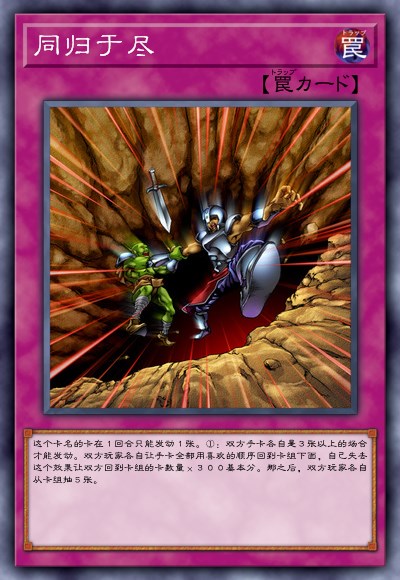 同归于尽
トラップ
罠
トラップ
【罠カード】
这个卡名的卡在1回合只能发动1张。①：双方手卡各自是3张以上的场合
才能发动。双方玩家各自让手卡全部用喜欢的顺序回到卡组下面，自己失去
这个效果让双方回到卡组的卡数量×300基本分。那之后，双方玩家各自
从卡组抽5张。